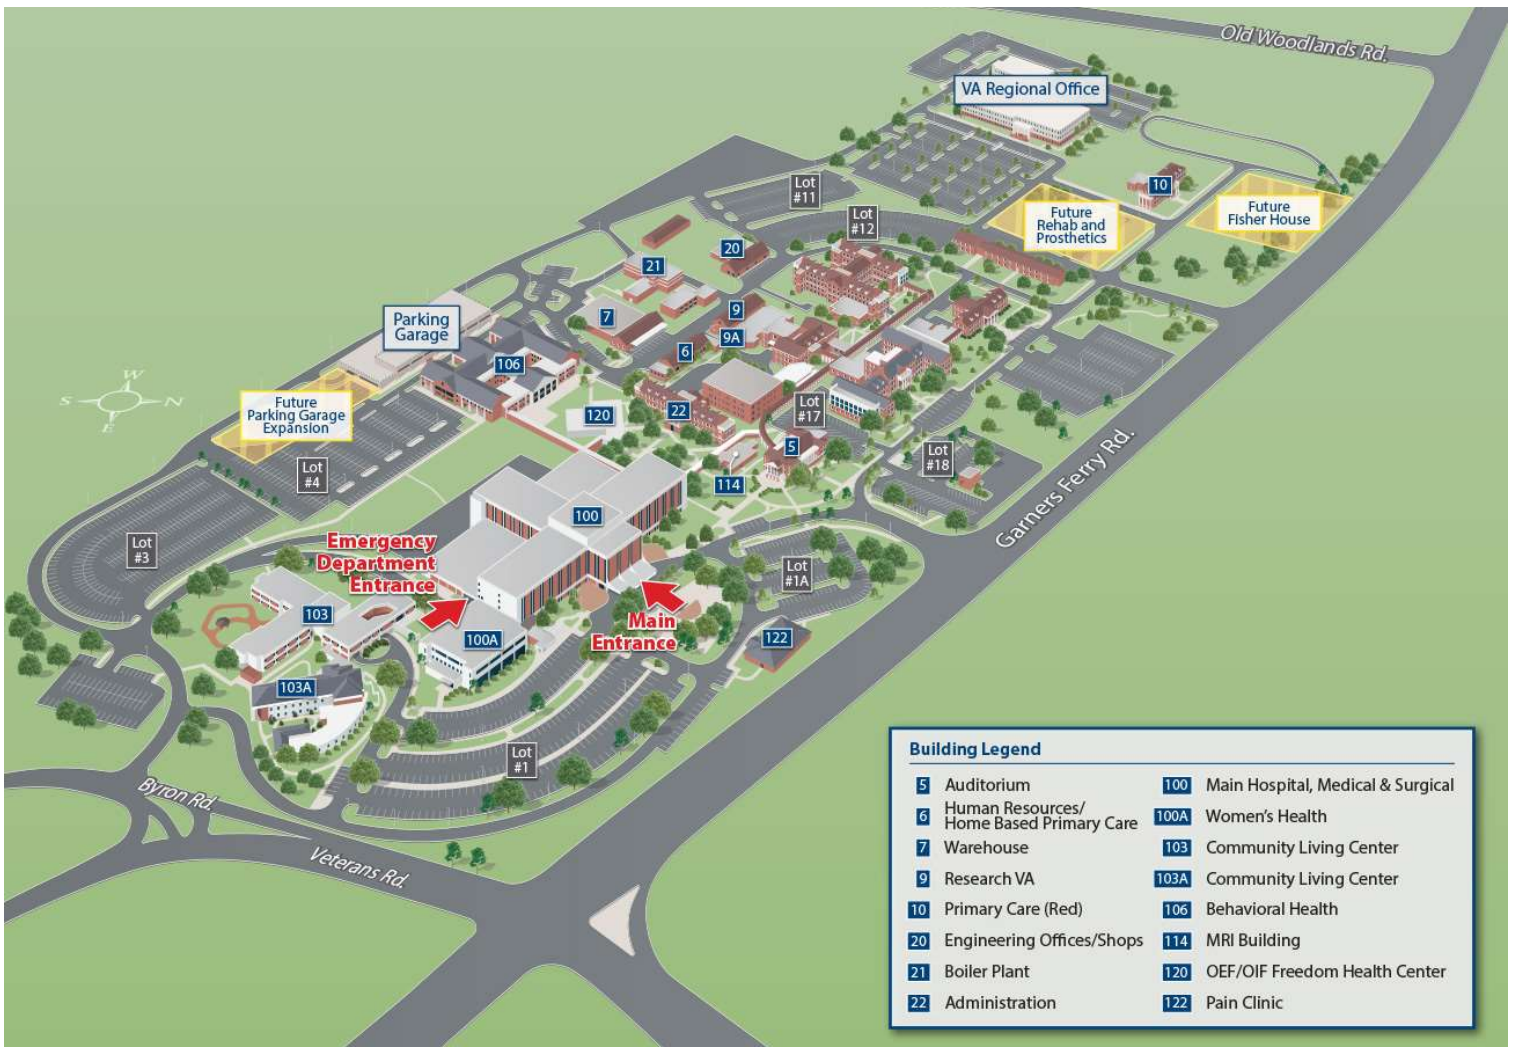 Old Woodlands Rd.
VA Regional Office
10
Lot
#11
Future
Fisher House
Lot
#12
Future
Rehab and
Prosthetics
20
21
9
7
Parking
Garage
9A
6
106
W
S
N
E
Future
Parking Garage
Expansion
120
22
Lot
#17
5
Lot
#18
Garners Ferry Rd.
Lot
#4
114
100
Lot
#3
Emergency
Department
Entrance
Lot
#1A
103
Main
Entrance
100A
122
103A
Lot
#1
Byron Rd.
Veterans Rd.
Building Legend
5 Auditorium
6 Human Resources/
Home Based Primary Care
7 Warehouse
9 Research VA
10 Primary Care (Red)
20 Engineering Offices/Shops
21 Boiler Plant
22 Administration
100 Main Hospital, Medical & Surgical
100A Women's Health
103 Community Living Center
103A Community Living Center
106 Behavioral Health
114 MRI Building
120 OEF/OIF Freedom Health Center
122 Pain Clinic